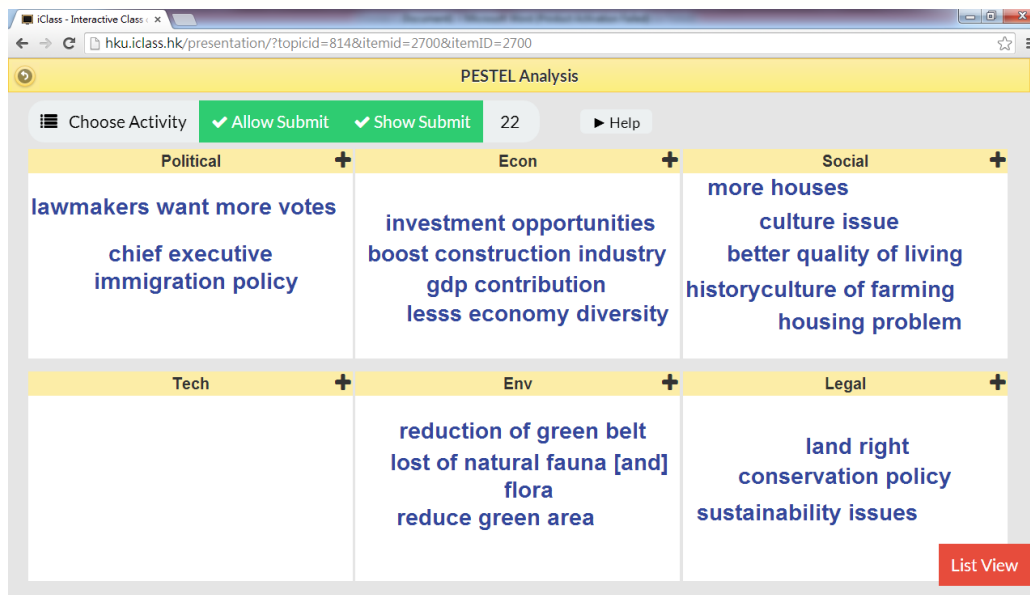 iClass - Interactive Class
hku.iclass.hk/presentation/?topicid=814&itemid=2700&itemID=2700
PESTEL Analysis
Choose Activity ✔ Allow Submit ✔ Show Submit 22 ▶ Help
Political + Econ + Social +
lawmakers want more votes
chief executive
immigration policy
investment opportunities
boost construction industry
gdp contribution
lesss economy diversity
more houses
culture issue
better quality of living
historyculture of farming
housing problem
Tech + Env + Legal +
reduction of green belt
lost of natural fauna [and]
flora
reduce green area
land right
conservation policy
sustainability issues
List View